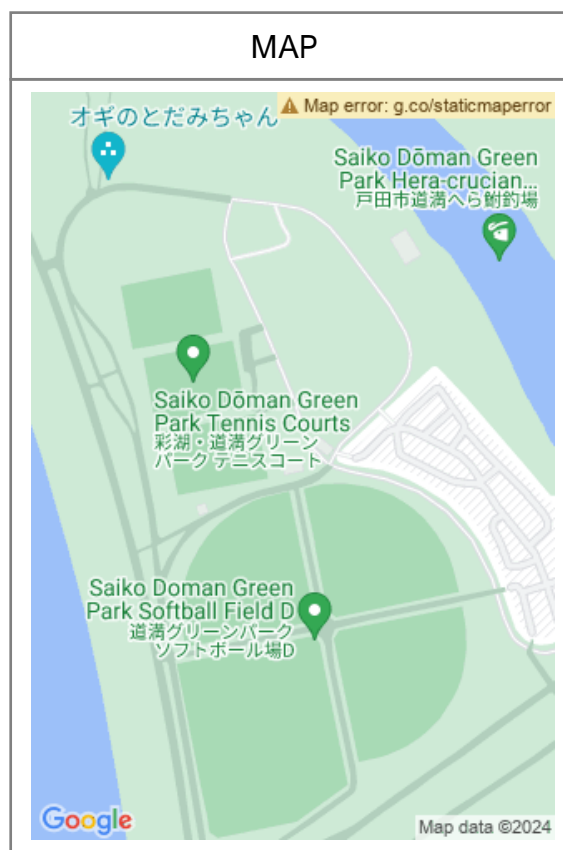 MAP
オギのとだみちゃん
Map error: g.co/staticmaperror
Saiko Dōman Green
Park Hera-crucian...
戸田市道満へら鮒釣場
Saiko Dōman Green
Park Tennis Courts
彩湖・道満グリーン
パーク テニスコート
Saiko Doman Green
Park Softball Field D
道満グリーンパーク
ソフトボール場D
Google
Map data ©2024